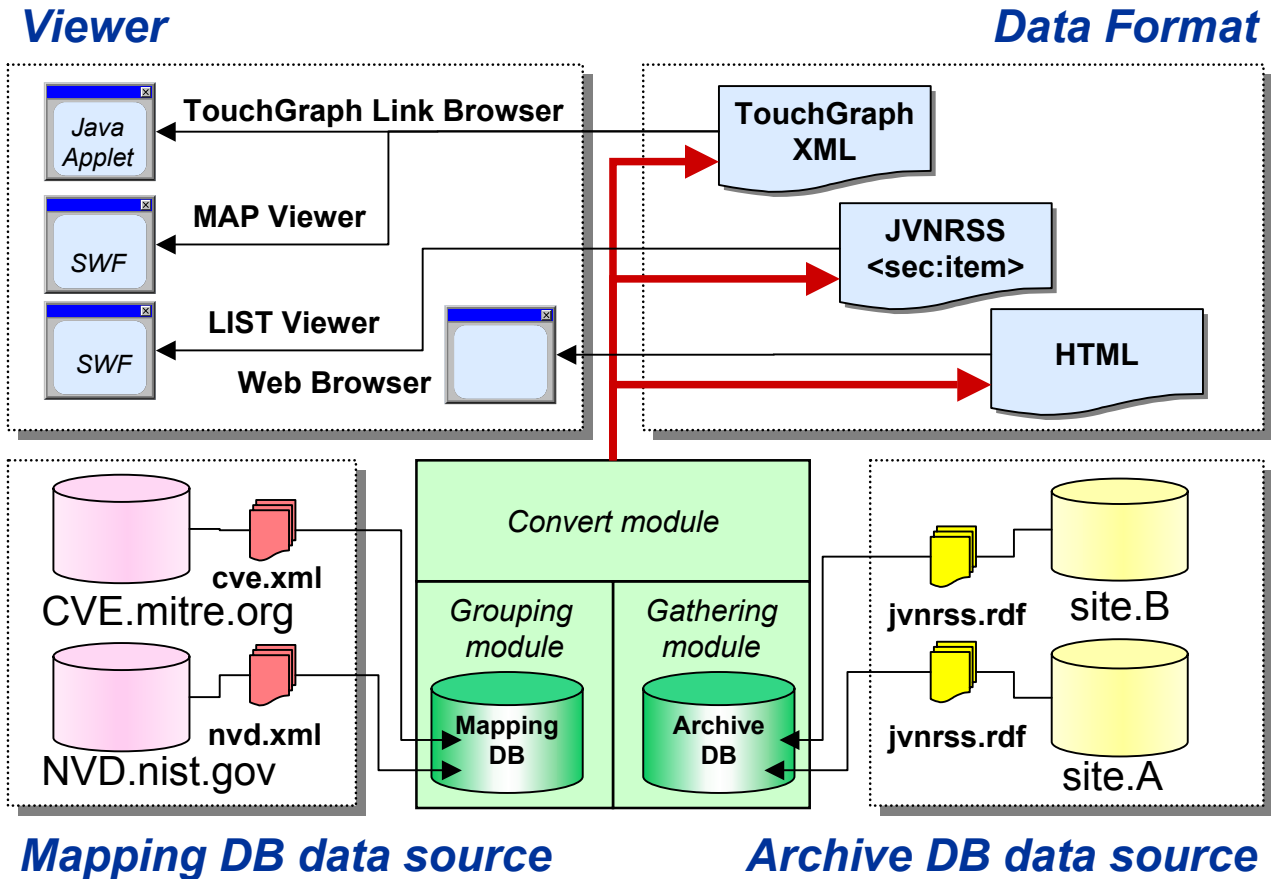 Viewer
Data Format
Java
Applet
TouchGraph Link Browser
TouchGraph
XML
SWF
MAP Viewer
JVNRSS
<sec:item>
SWF
LIST Viewer
Web Browser
HTML
cve.xml
CVE.mitre.org
nvd.xml
NVD.nist.gov
Convert module
Grouping
module
Mapping
DB
Gathering
module
Archive
DB
jvnrss.rdf
site.B
jvnrss.rdf
site.A
Mapping DB data source
Archive DB data source